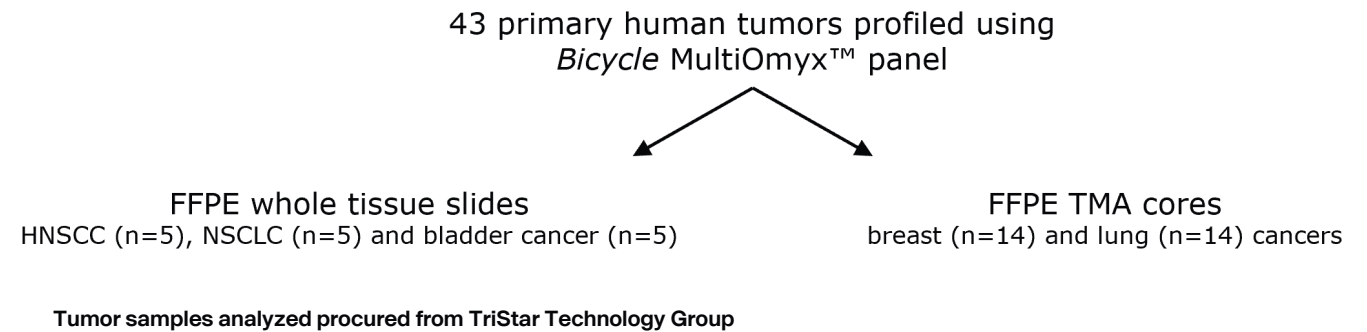 43 primary human tumors profiled using
Bicycle MultiOmyx™ panel
FFPE whole tissue slides
HNSCC (n=5), NSCLC (n=5) and bladder cancer (n=5)
FFPE TMA cores
breast (n=14) and lung (n=14) cancers
Tumor samples analyzed procured from TriStar Technology Group